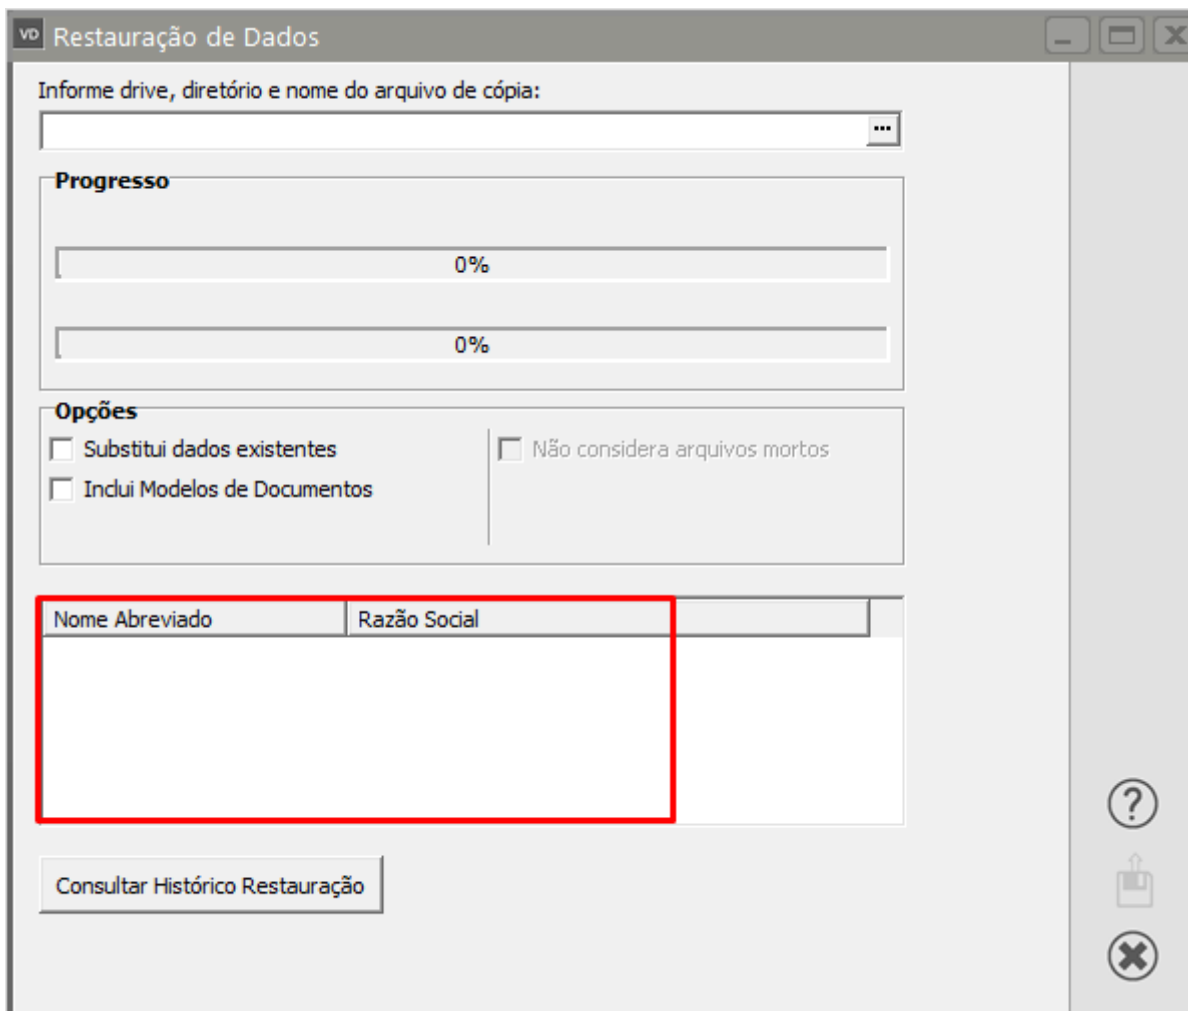 VD Restauração de Dados
Informe drive, diretório e nome do arquivo de cópia:
...
Progresso
0%
0%
Opções
Substitui dados existentes
Não considera arquivos mortos
Inclui Modelos de Documentos
Nome Abreviado Razão Social
Consultar Histórico Restauração
?